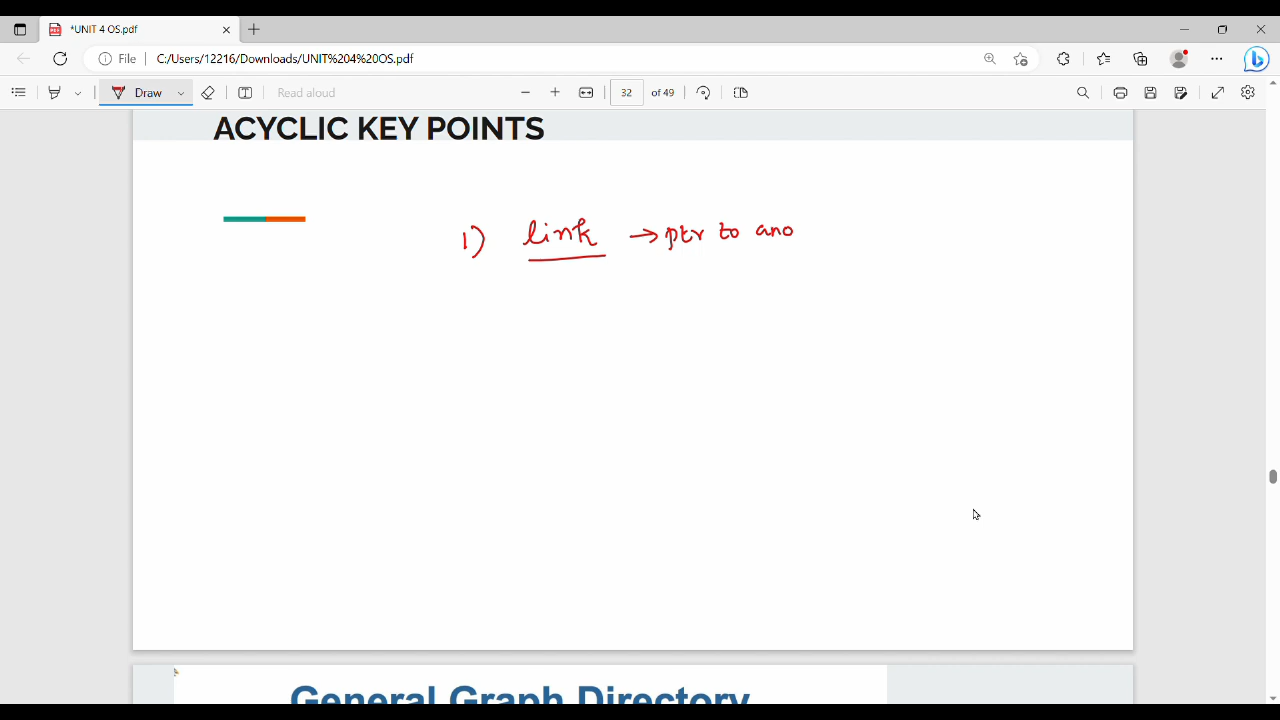 *UNIT 4 OS.pdf
File C:/Users/12216/Downloads/UNIT%204%20OS.pdf
Draw Read aloud 32 of 49
ACYCLIC KEY POINTS
1) link → ptr to ano
General Graph Directory